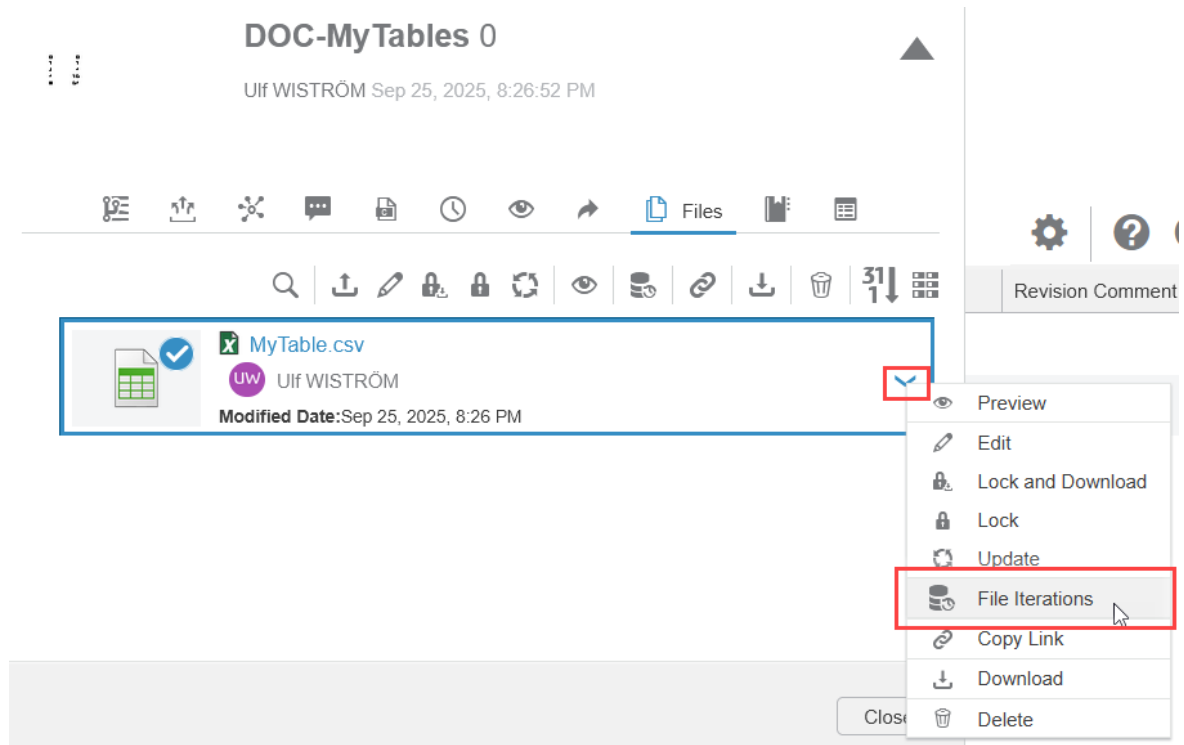 DOC-MyTables 0
Ulf WISTRÖM Sep 25, 2025, 8:26:52 PM
Files
31
1
Revision Comment
MyTable.csv
UW Ulf WISTRÖM
Modified Date:Sep 25, 2025, 8:26 PM
Preview
Edit
Lock and Download
Lock
Update
File Iterations
Copy Link
Download
Close
Delete